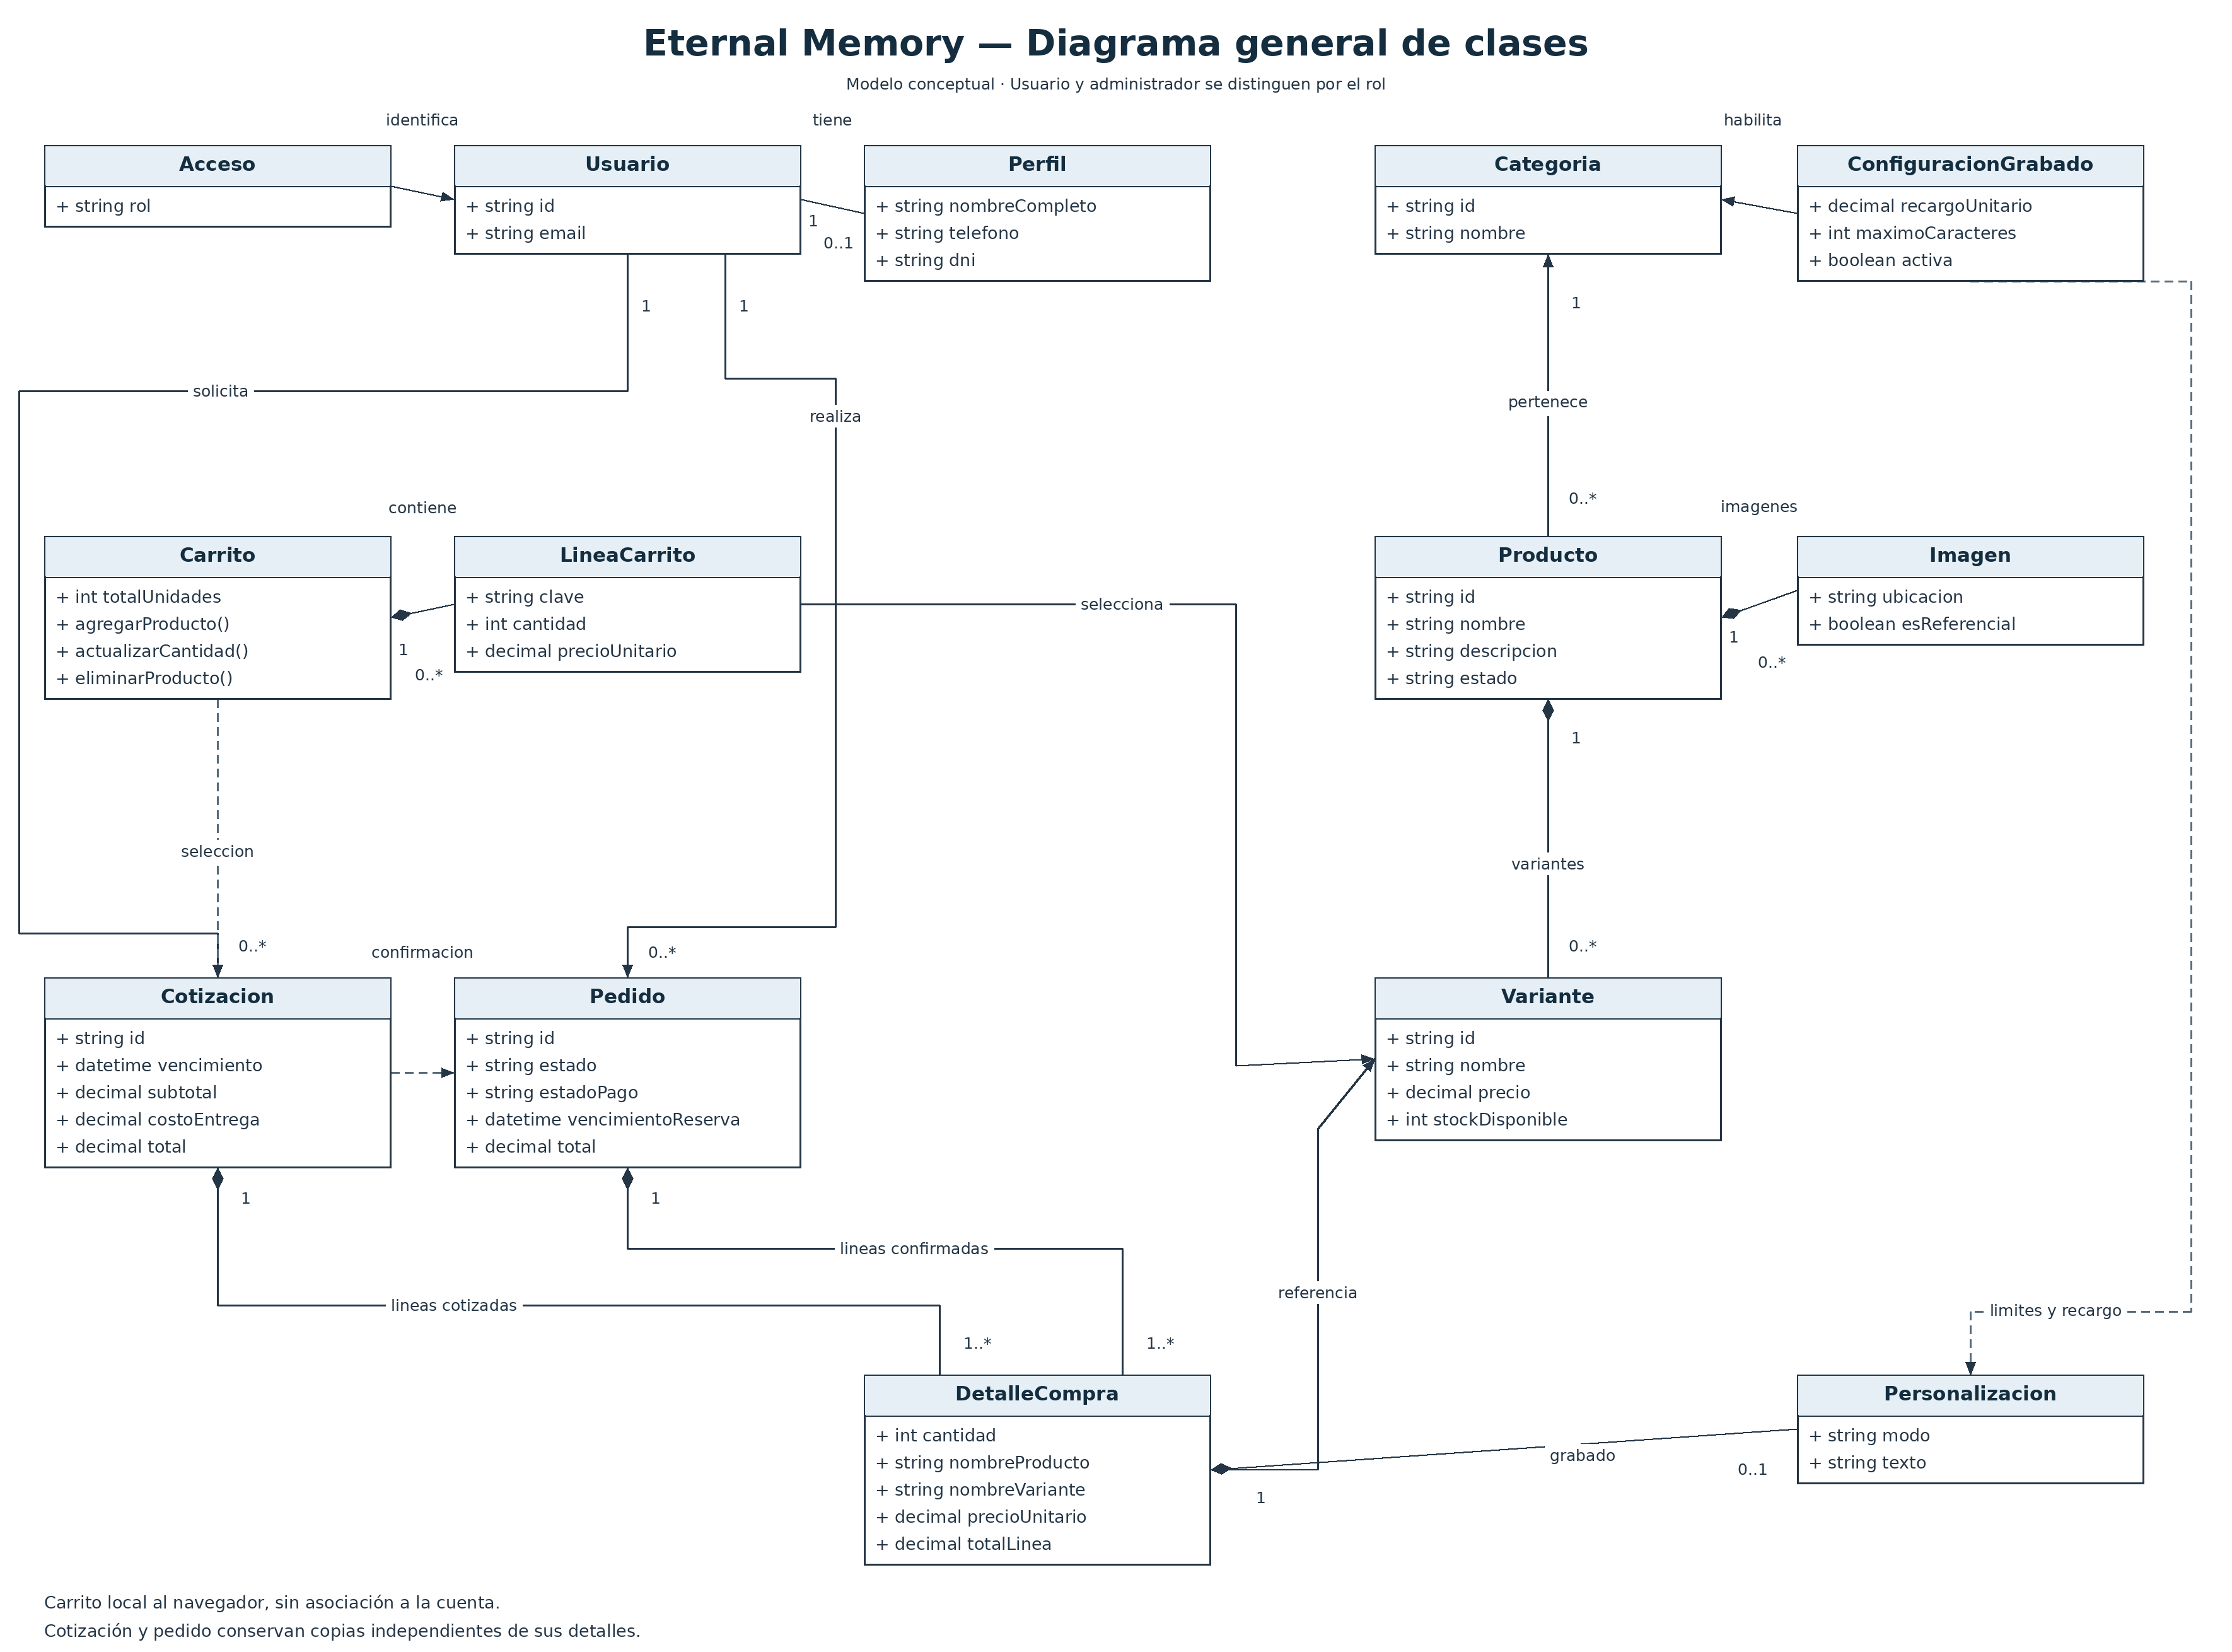 Eternal Memory — Diagrama general de clases
Modelo conceptual · Usuario y administrador se distinguen por el rol
identifica
tiene
habilita
Acceso
+ string rol
Usuario
+ string id
+ string email
1
0..1
Perfil
+ string nombreCompleto
+ string telefono
+ string dni
Categoria
+ string id
+ string nombre
ConfiguracionGrabado
+ decimal recargoUnitario
+ int maximoCaracteres
+ boolean activa
1
1
1
solicita
realiza
pertenece
0..*
contiene
imagenes
Carrito
+ int totalUnidades
+ agregarProducto()
+ actualizarCantidad()
+ eliminarProducto()
1
0..*
LineaCarrito
+ string clave
+ int cantidad
+ decimal precioUnitario
selecciona
Producto
+ string id
+ string nombre
+ string descripcion
+ string estado
1
0..*
Imagen
+ string ubicacion
+ boolean esReferencial
1
seleccion
variantes
0..*
confirmacion
0..*
0..*
Cotizacion
+ string id
+ datetime vencimiento
+ decimal subtotal
+ decimal costoEntrega
+ decimal total
Pedido
+ string id
+ string estado
+ string estadoPago
+ datetime vencimientoReserva
+ decimal total
Variante
+ string id
+ string nombre
+ decimal precio
+ int stockDisponible
1
1
lineas confirmadas
lineas cotizadas
referencia
limites y recargo
1..*
1..*
DetalleCompra
+ int cantidad
+ string nombreProducto
+ string nombreVariante
+ decimal precioUnitario
+ decimal totalLinea
1
grabado
0..1
Personalizacion
+ string modo
+ string texto
Carrito local al navegador, sin asociación a la cuenta.
Cotización y pedido conservan copias independientes de sus detalles.